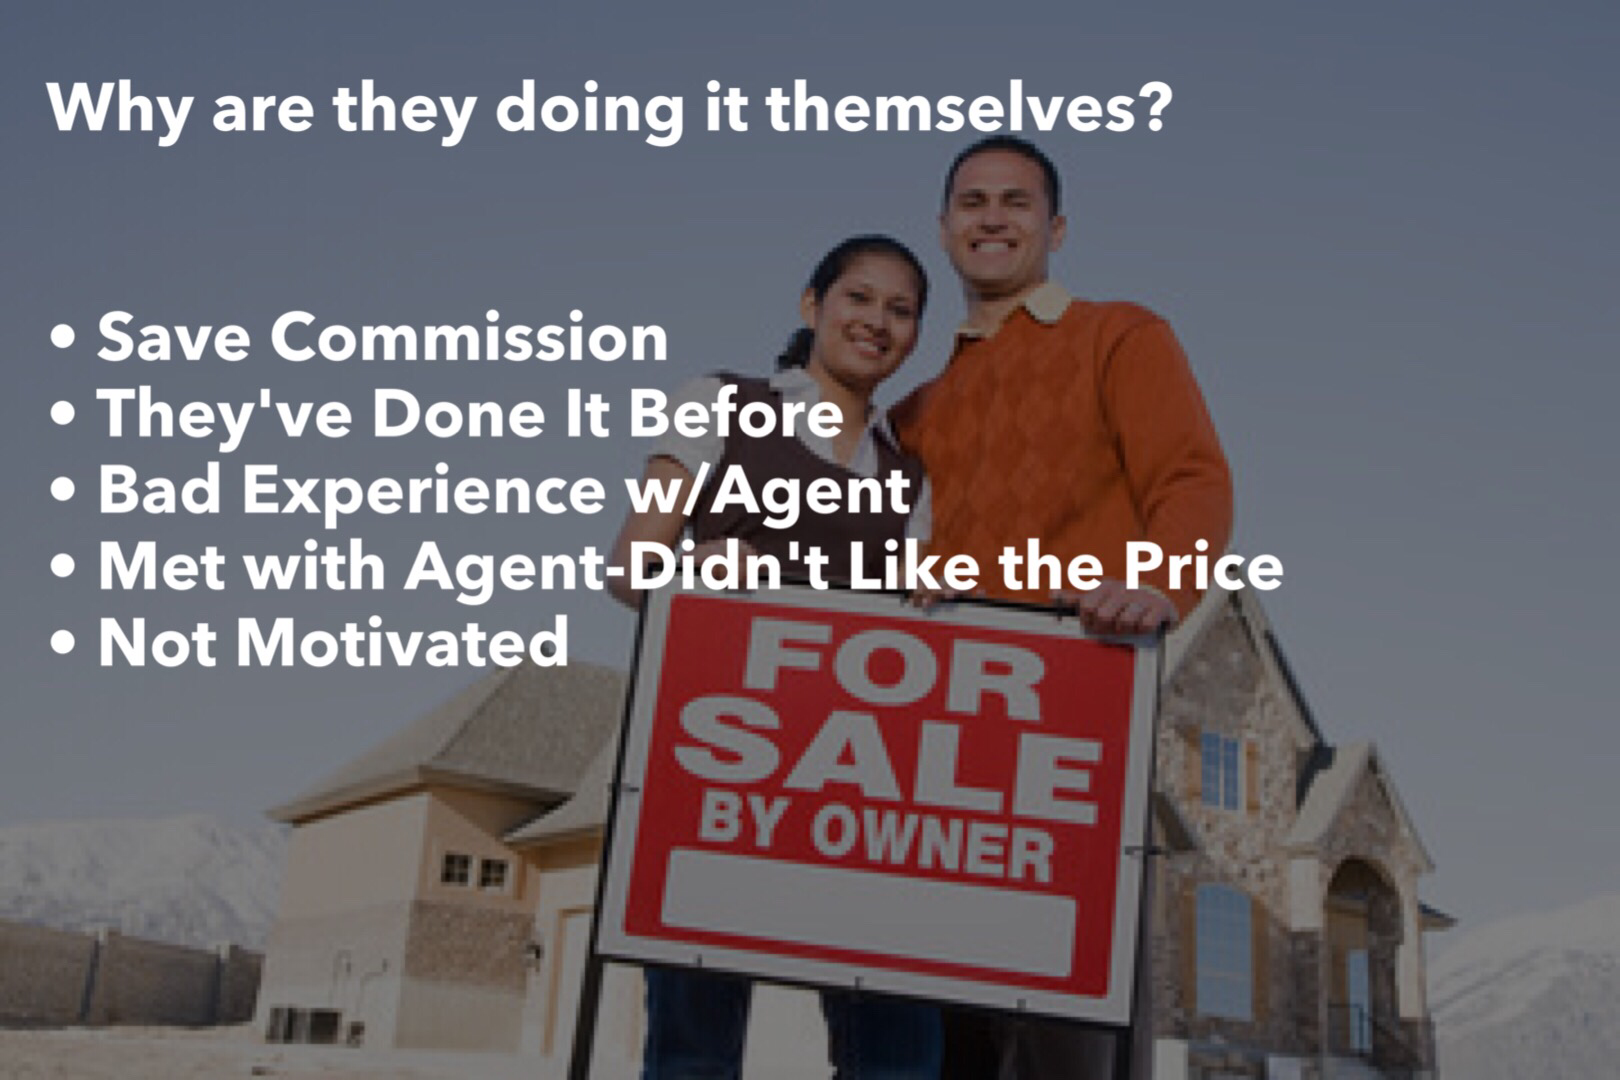 Why are they doing it themselves?
• Save Commission
• They've Done It Before
• Bad Experience w/Agent
• Met with Agent-Didn't Like the Price
• Not Motivated
FOR
SALE
BY OWNER